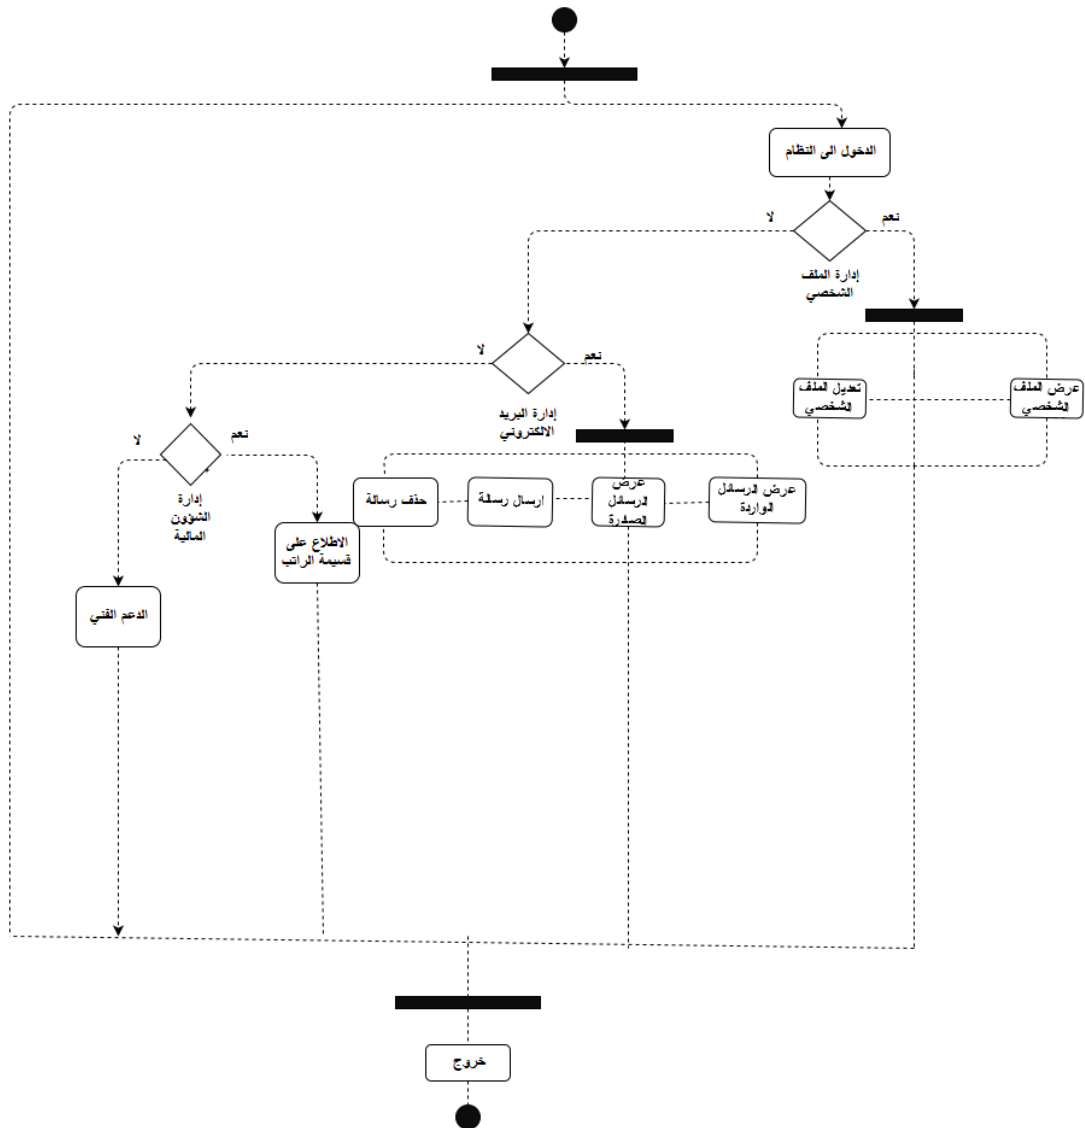 الدخول الى النظام
نعم
لا
إدارة الملف
الشخصي
نعم
لا
إدارة البريد
الالكتروني
عرض الملف
الشخصي
تعديل الملف
الشخصي
نعم
لا
إدارة
الشؤون
المالية
عرض الرسائل
الواردة
عرض
الرسائل
الصادرة
ارسال رسالة
حذف رسالة
الاطلاع على
قسيمة الراتب
الدعم الفني
خروج